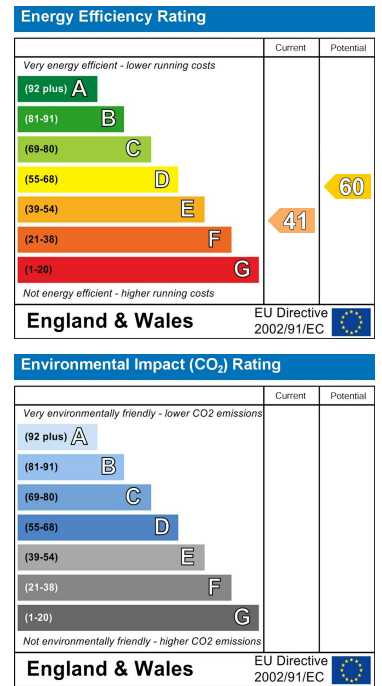 Energy Efficiency Rating
Current Potential
Very energy efficient - lower running costs
(92 plus) A
(81-91) B
(69-80) C
(55-68) D
(39-54) E
(21-38) F
(1-20) G
41
60
Not energy efficient - higher running costs
England & Wales
EU Directive
2002/91/EC
Environmental Impact (CO₂) Rating
Current Potential
Very environmentally friendly - lower CO2 emissions
(92 plus) A
(81-91) B
(69-80) C
(55-68) D
(39-54) E
(21-38) F
(1-20) G
Not environmentally friendly - higher CO2 emissions
England & Wales
EU Directive
2002/91/EC